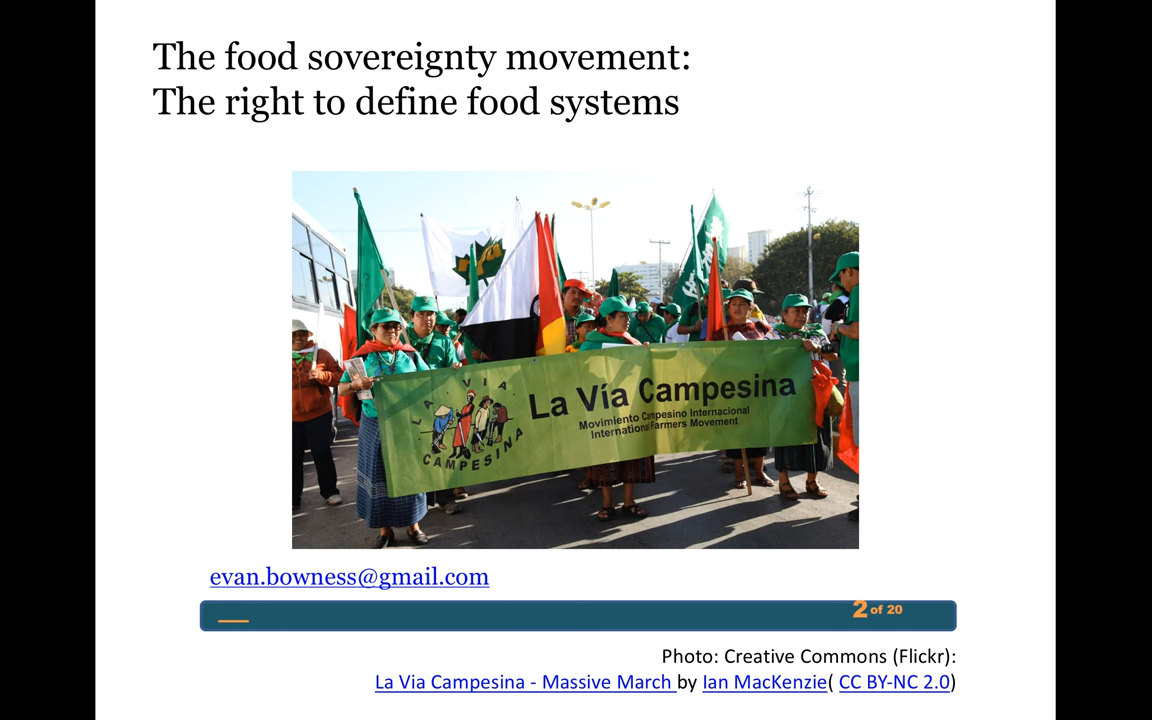 The food sovereignty movement:
The right to define food systems
LA VIA
CAMPESINA
La Vía Campesina
Movimiento Campesino Internacional
International Farmers Movement
evan.bowness@gmail.com
2 of 20
Photo: Creative Commons (Flickr):
La Via Campesina - Massive March by Ian MacKenzie( CC BY-NC 2.0)